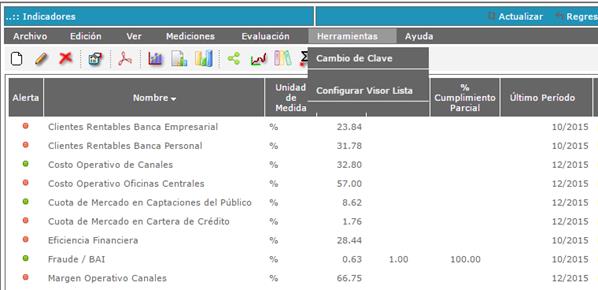 ..:: Indicadores
Actualizar Regres
Archivo Edición Ver Mediciones Evaluación Herramientas Ayuda
Cambio de Clave
Configurar Visor Lista
Alerta Nombre Unidad de Medida % Cumplimiento Parcial Último Período
Clientes Rentables Banca Empresarial % 23.84 10/2015
Clientes Rentables Banca Personal % 31.78 10/2015
Costo Operativo de Canales % 32.80 12/2015
Costo Operativo Oficinas Centrales % 57.00 12/2015
Cuota de Mercado en Captaciones del Público % 8.62 12/2015
Cuota de Mercado en Cartera de Crédito % 1.76 12/2015
Eficiencia Financiera % 28.44 10/2015
Fraude / BAI % 0.63 1.00 100.00 10/2015
Margen Operativo Canales % 66.75 12/2015